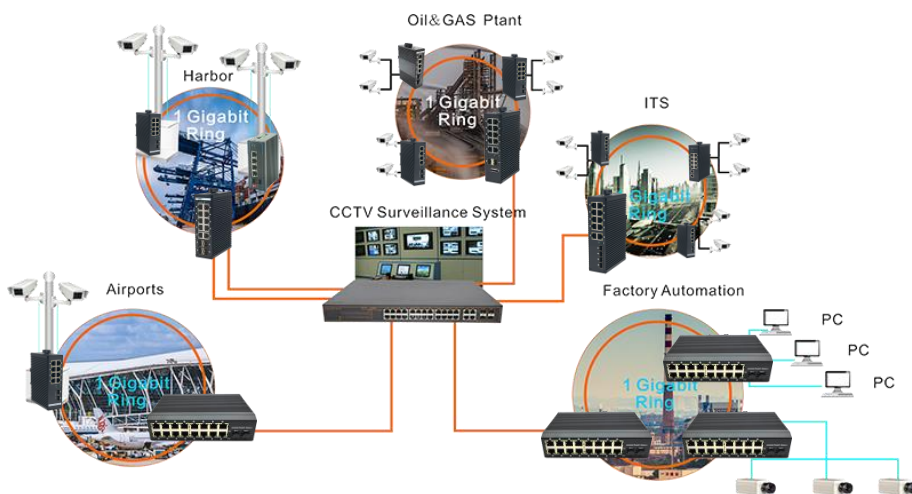 Oil&GAS Ptant
Harbor
1 Gigabit
Ring
1 Gigabit
Ring
ITS
Gigabit
Ring
CCTV Surveillance System
Airports
1 Gigabit
Ring
Factory Automation
1 Gigabit
Ring
PC
PC
PC